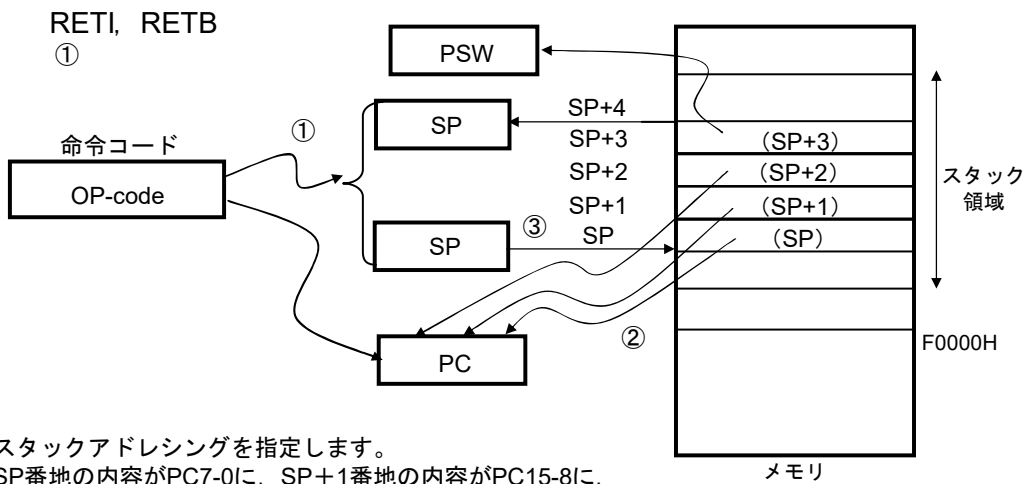 RETI, RETB
①
PSW
SP
①
命令コード
OP-code
SP
③
PC
②
SP+4
SP+3
SP+2
SP+1
SP
（SP+3）
（SP+2）
（SP+1）
（SP）
スタック
領域
F0000H
メモリ
スタックアドレシングを指定します。
SP番地の内容がPC7-0に，SP＋1番地の内容がPC15-8に，